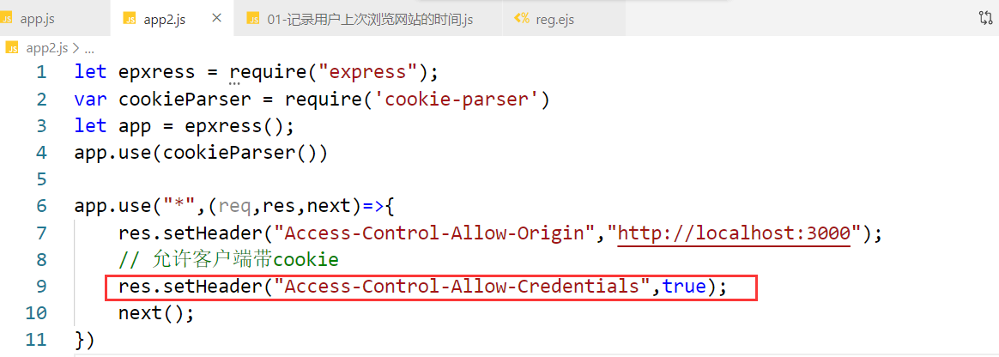 JS app.js JS app2.js × JS 01-记录用户上次浏览网站的时间.js <% reg.ejs
JS app2.js > ...
1 let epxress = require("express");
2 var cookieParser = require('cookie-parser')
3 let app = epxress();
4 app.use(cookieParser())
5
6 app.use("*",(req,res,next)=>{
7 res.setHeader("Access-Control-Allow-Origin","http://localhost:3000");
8 // 允许客户端带cookie
9 res.setHeader("Access-Control-Allow-Credentials",true);
10 next();
11 })